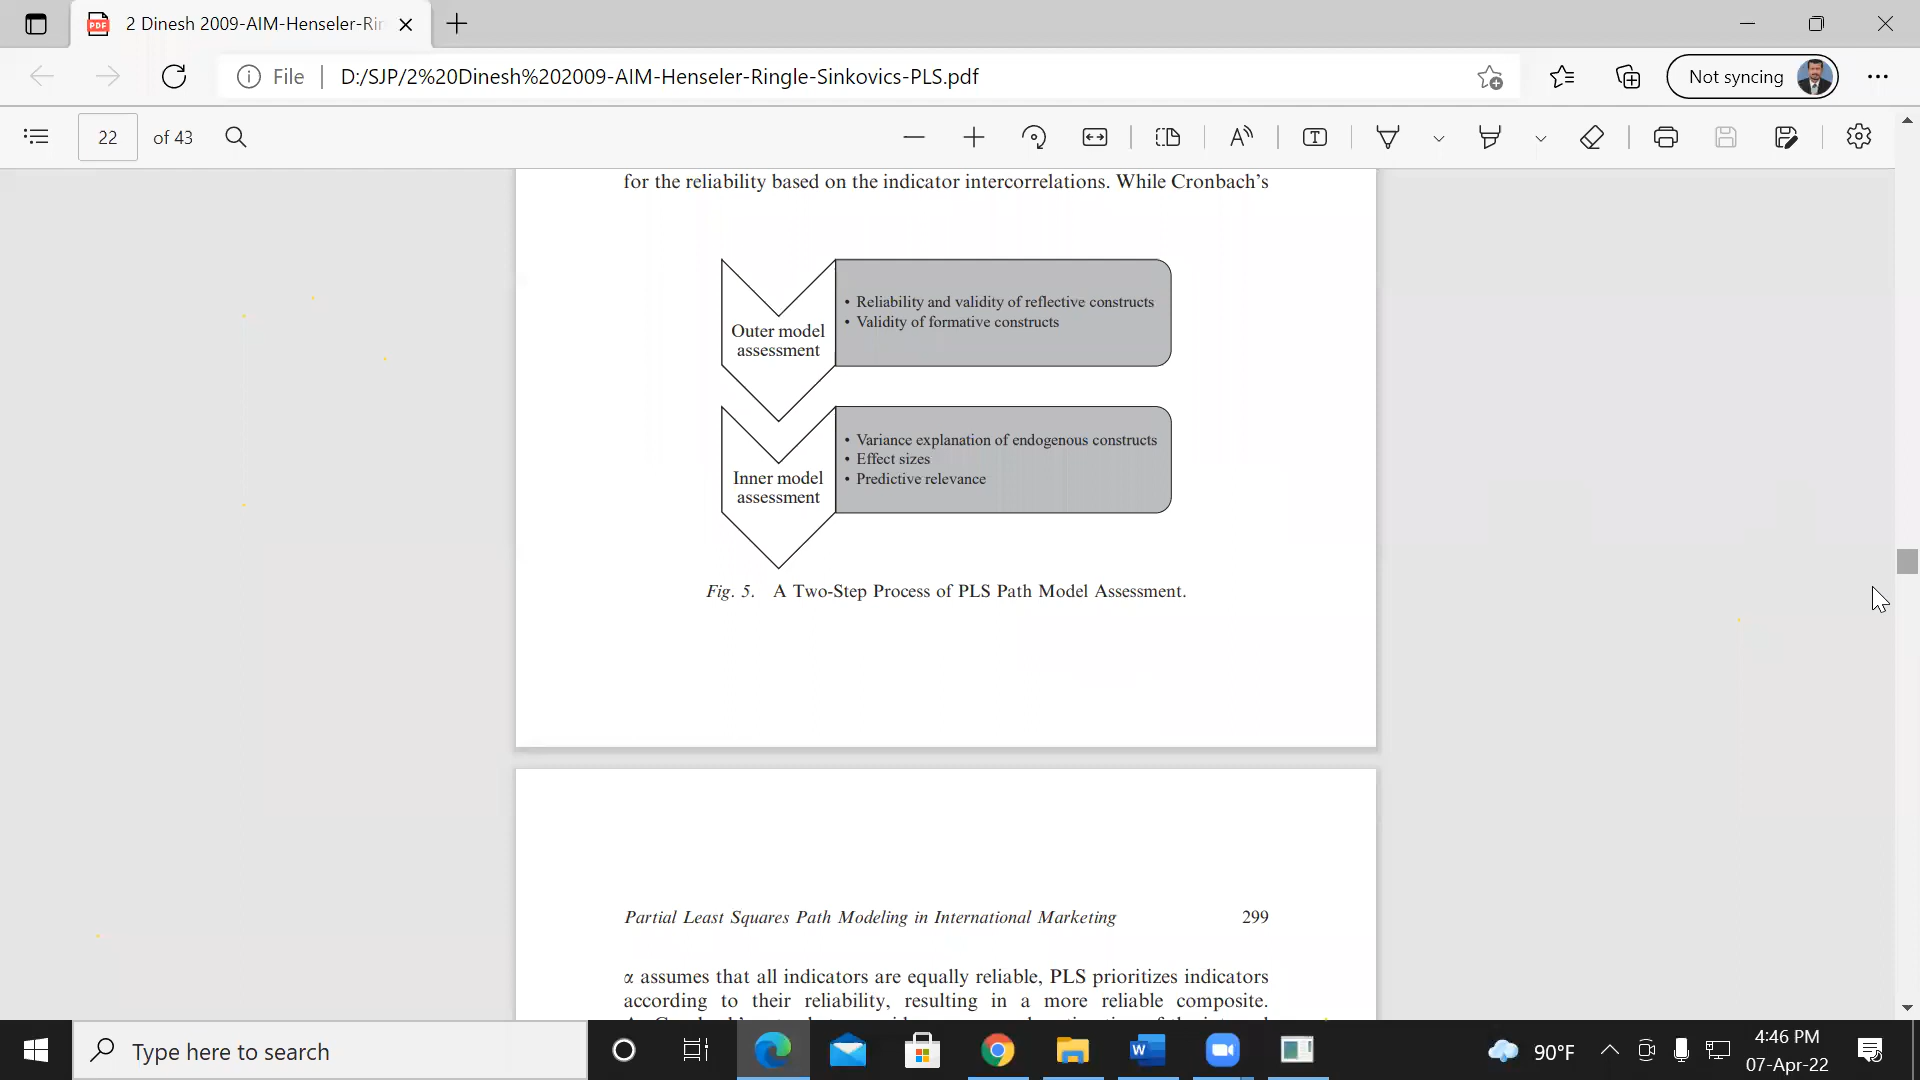 2 Dinesh 2009-AIM-Henseler-Rin
File
D:/SJP/2%20Dinesh%202009-AIM-Henseler-Ringle-Sinkovics-PLS.pdf
Not syncing
22 of 43
for the reliability based on the indicator intercorrelations. While Cronbach's
Outer model
assessment
• Reliability and validity of reflective constructs
• Validity of formative constructs
Inner model
assessment
• Variance explanation of endogenous constructs
• Effect sizes
• Predictive relevance
Fig. 5. A Two-Step Process of PLS Path Model Assessment.
Partial Least Squares Path Modeling in International Marketing 299
α assumes that all indicators are equally reliable, PLS prioritizes indicators
according to their reliability, resulting in a more reliable composite.
Type here to search
90°F
4:46 PM
07-Apr-22